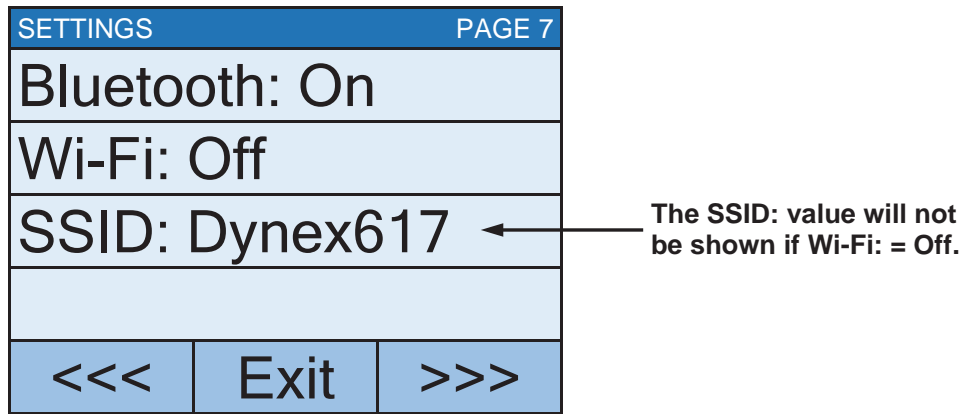 SETTINGS PAGE 7
Bluetooth: On
Wi-Fi: Off
SSID: Dynex617
The SSID: value will not
be shown if Wi-Fi: = Off.
<<< Exit >>>